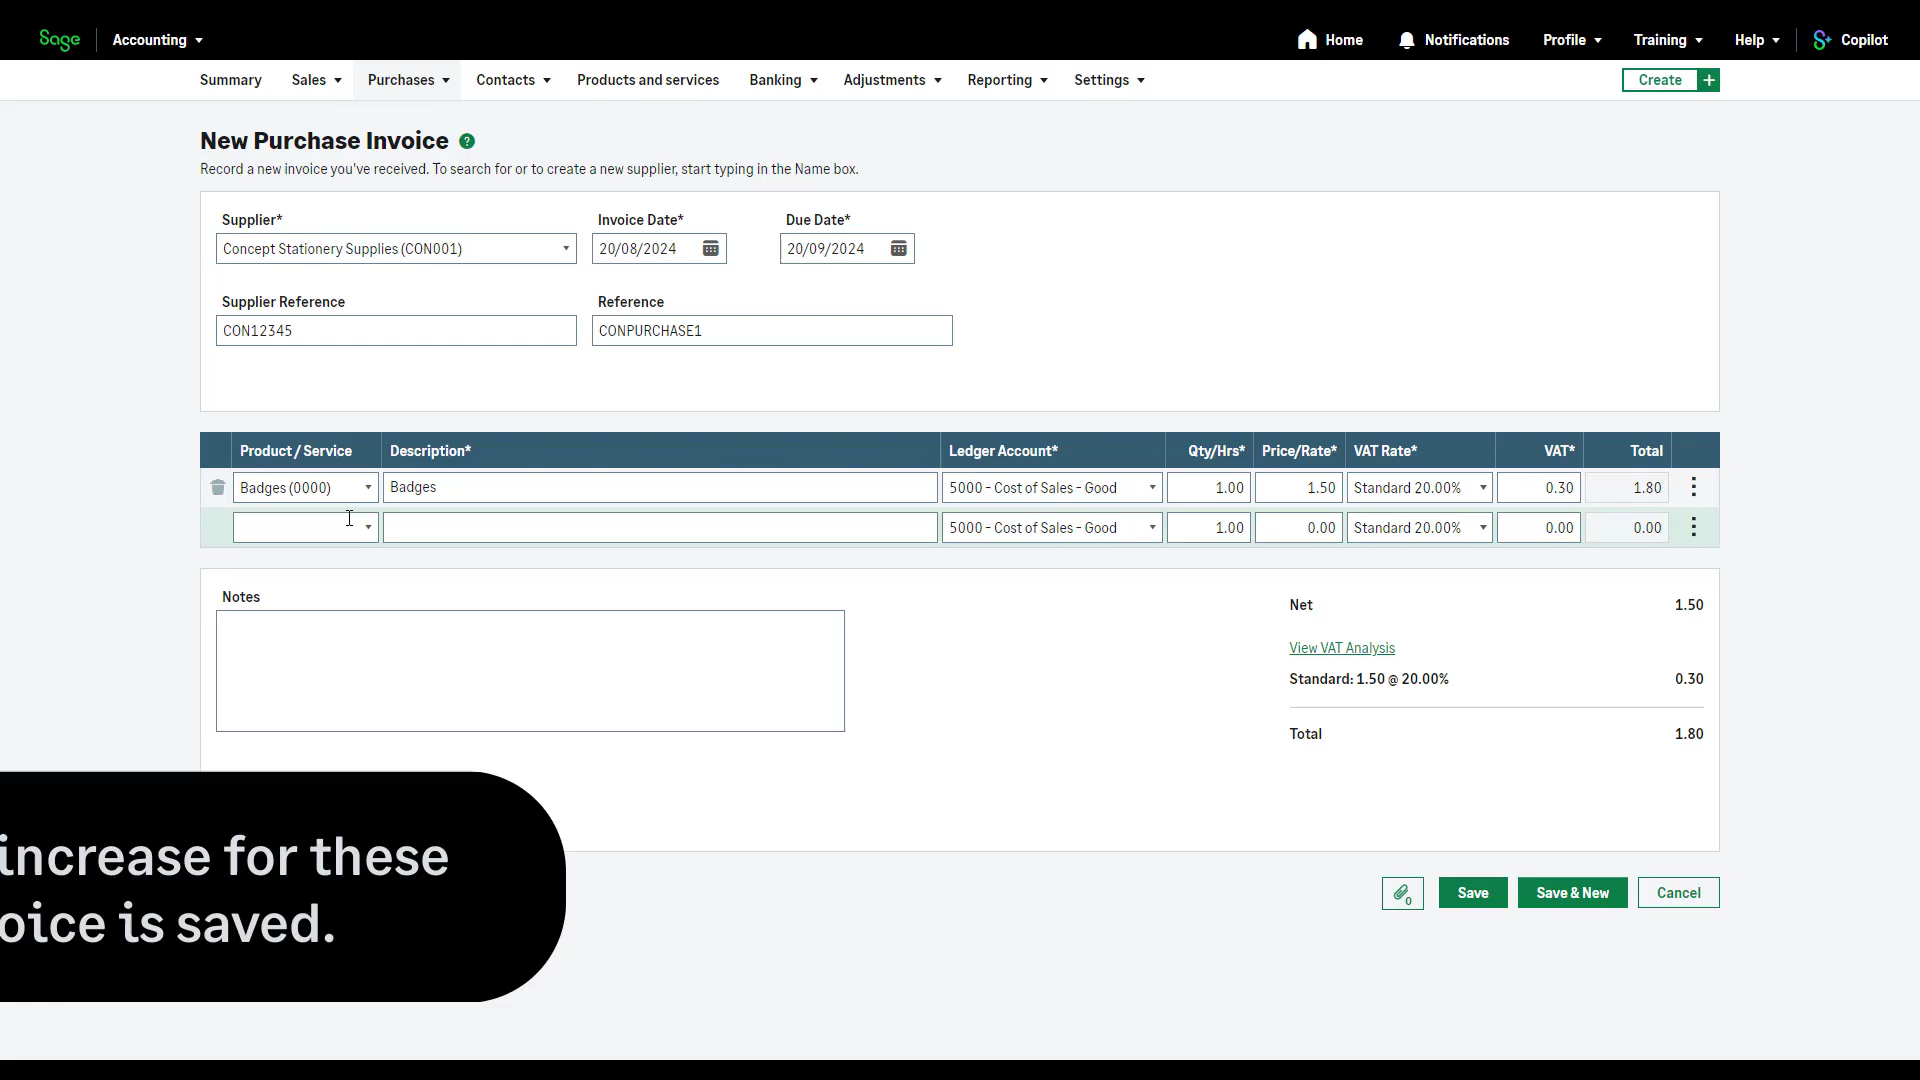 Sage
Accounting
Home
Notifications
Profile
Training
Help
Copilot
Summary
Sales
Purchases
Contacts
Products and services
Banking
Adjustments
Reporting
Settings
Create +
New Purchase Invoice ?
Record a new invoice you've received. To search for or to create a new supplier, start typing in the Name box.
Supplier* Invoice Date* Due Date*
Concept Stationery Supplies (CON001) 20/08/2024 20/09/2024
Supplier Reference Reference
CON12345 CONPURCHASE1
Product / Service Description* Ledger Account* Qty/Hrs* Price/Rate* VAT Rate* VAT* Total
Badges (0000) Badges 5000 - Cost of Sales - Good 1.00 1.50 Standard 20.00% 0.30 1.80
5000 - Cost of Sales - Good 1.00 0.00 Standard 20.00% 0.00 0.00
Notes
Net 1.50
View VAT Analysis
Standard: 1.50 @ 20.00% 0.30
Total 1.80
increase for these
oice is saved.
0 Save Save & New Cancel